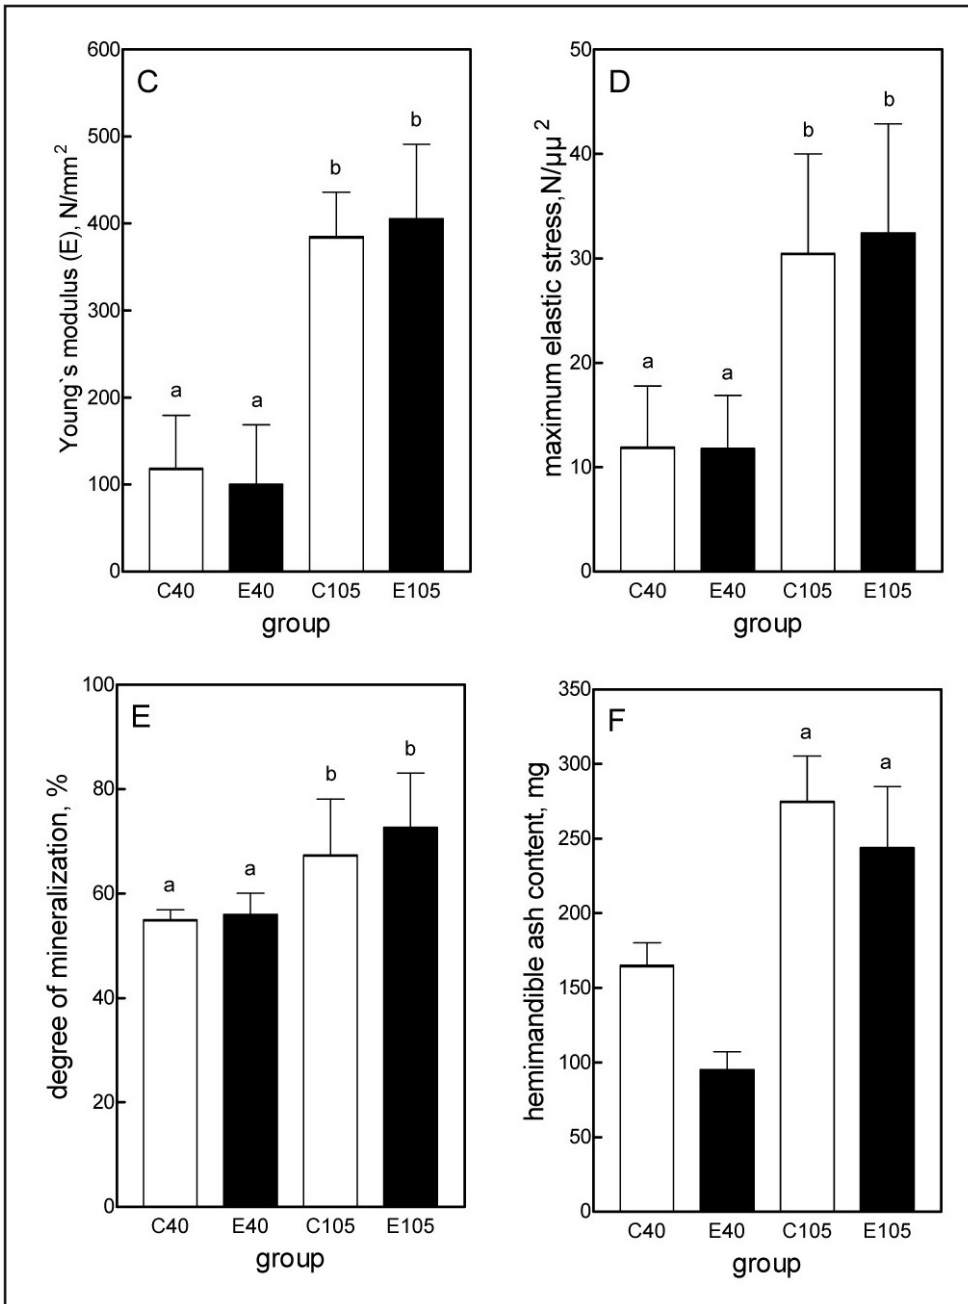 C
Young`s modulus (E), N/mm²
600
500
400
300
200
100
0
a
a
b
b
C40 E40 C105 E105
group
D
maximum elastic stress,N/µµ²
50
40
30
20
10
0
a
a
b
b
C40 E40 C105 E105
group
E
degree of mineralization, %
100
80
60
40
20
0
a
a
b
b
C40 E40 C105 E105
group
F
hemimandible ash content, mg
350
300
250
200
150
100
50
0
a
a
C40 E40 C105 E105
group